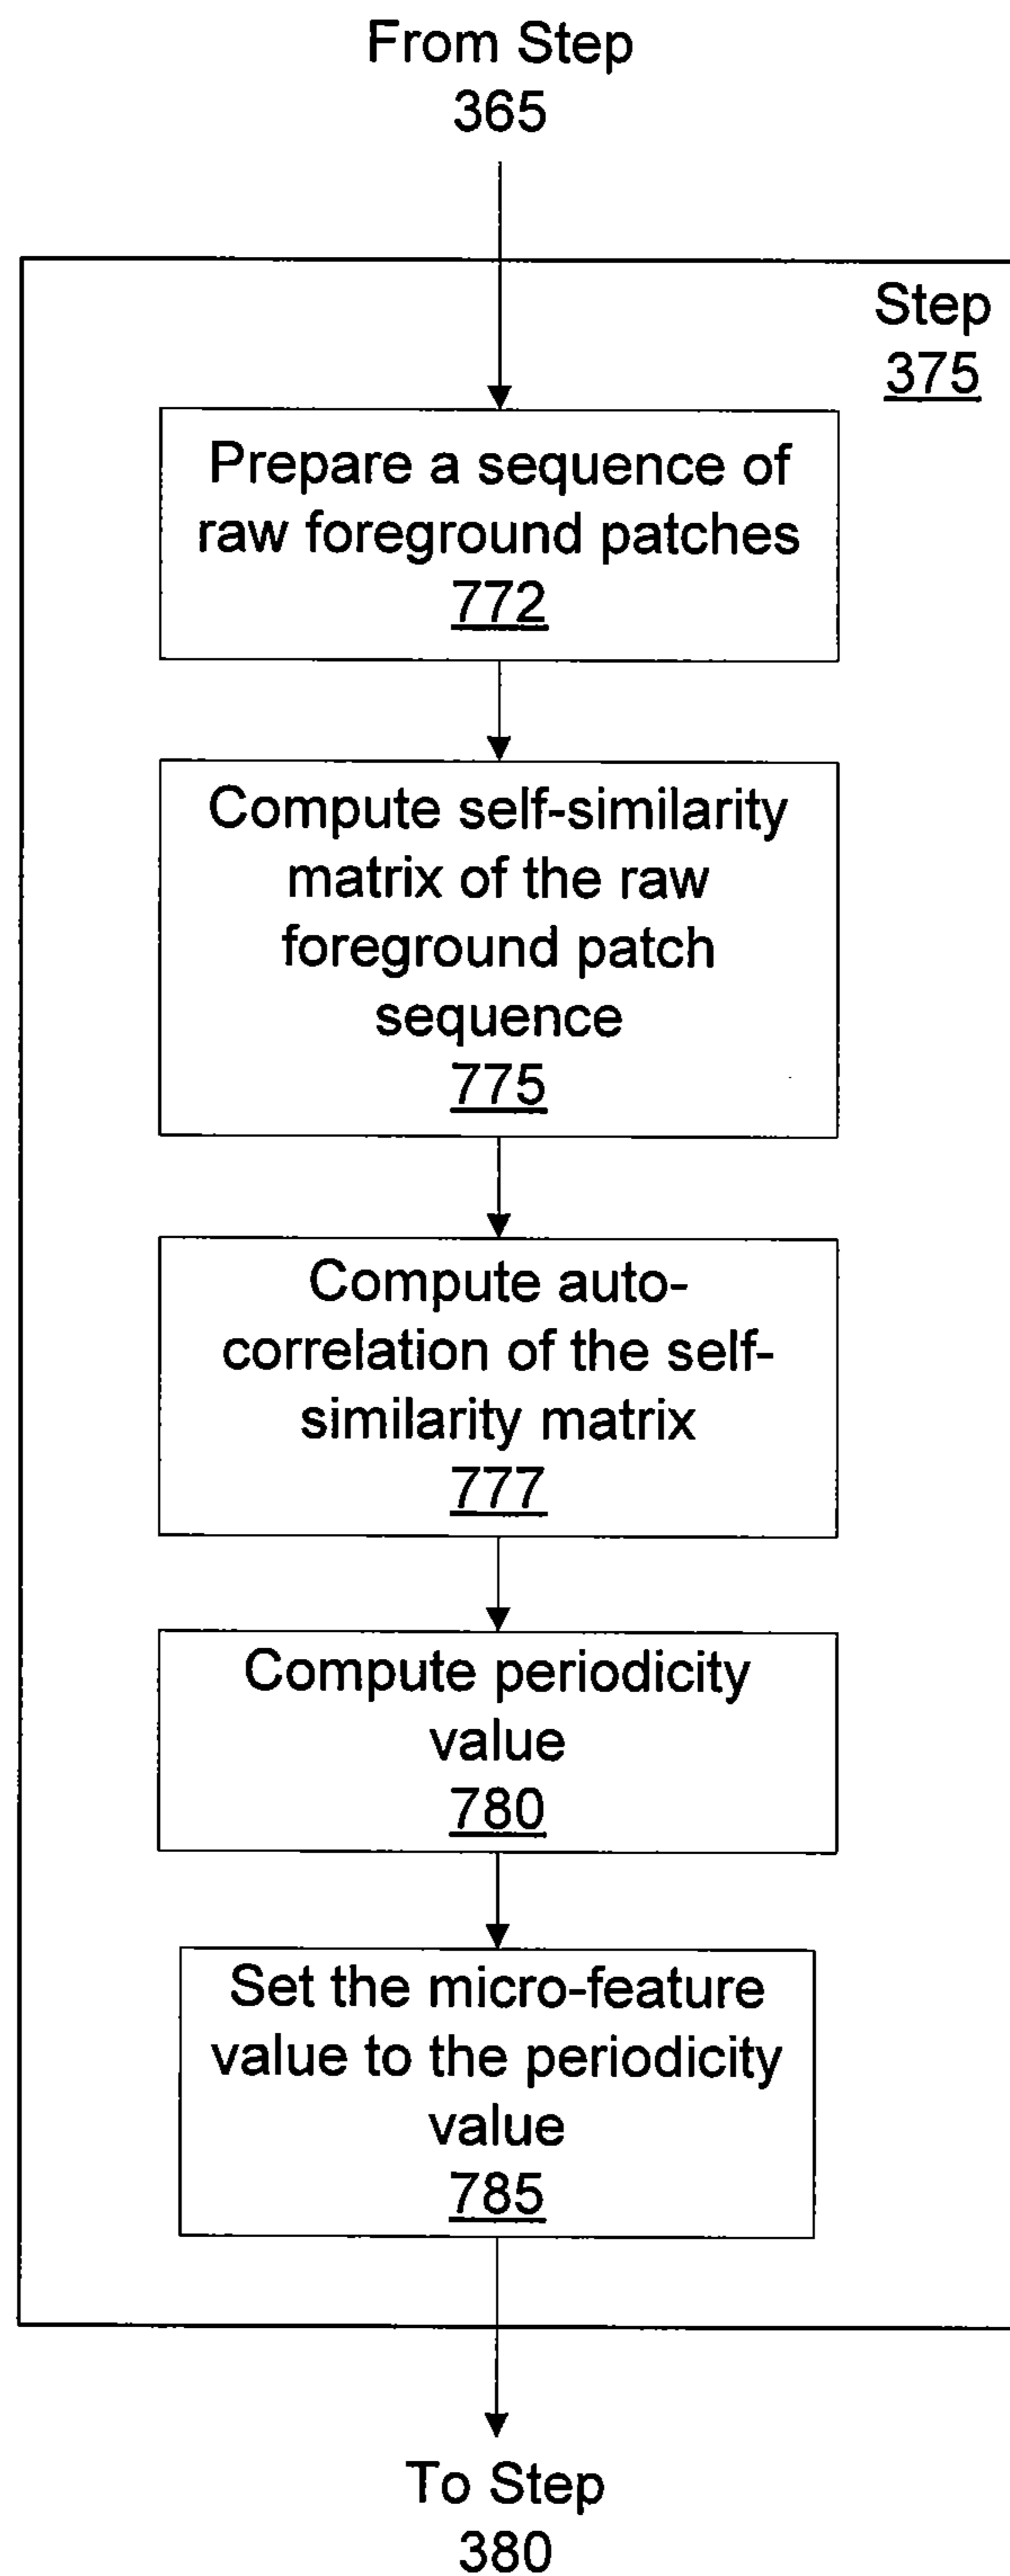 From Step
365
Step
375
Prepare a sequence of
raw foreground patches
772
Compute self-similarity
matrix of the raw
foreground patch
sequence
775
Compute auto-
correlation of the self-
similarity matrix
777
Compute periodicity
value
780
Set the micro-feature
value to the periodicity
value
785
To Step
380